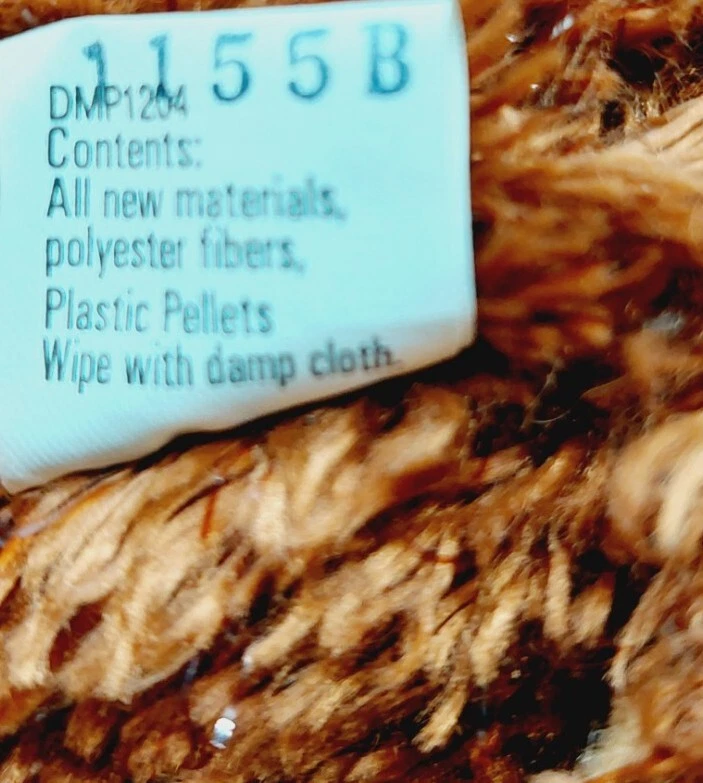 1155B
DMP1204
Contents:
All new materials,
polyester fibers,
Plastic Pellets
Wipe with damp cloth.